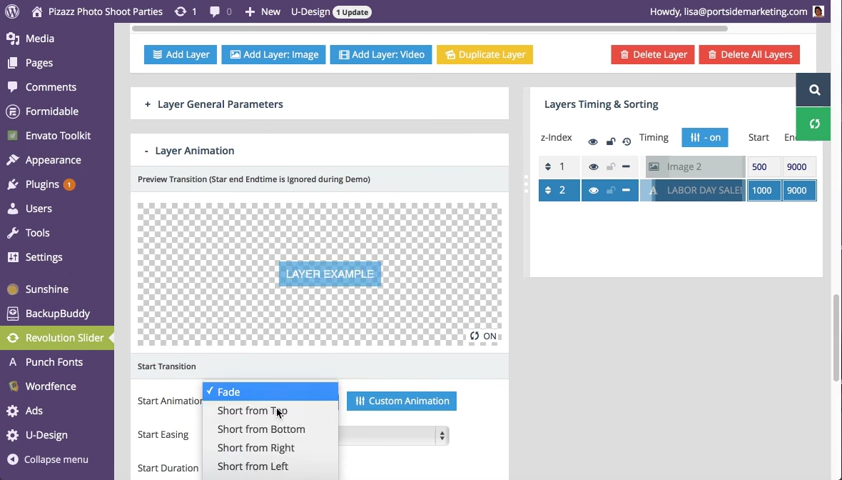 Pizazz Photo Shoot Parties 1 0 + New U-Design 1 Update Howdy, lisa@portsidemarketing.com
Media
Pages
Comments
Formidable
Envato Toolkit
Appearance
Plugins 1
Users
Tools
Settings
Sunshine
BackupBuddy
Revolution Slider
Punch Fonts
Wordfence
Ads
U-Design
Collapse menu
Add Layer Add Layer: Image Add Layer: Video Duplicate Layer Delete Layer Delete All Layers
+ Layer General Parameters
- Layer Animation
Preview Transition (Star end Endtime is Ignored during Demo)
LAYER EXAMPLE
ON
Start Transition
Start Animation
Custom Animation
Start Easing
Start Duration
✓ Fade
Short from Top
Short from Bottom
Short from Right
Short from Left
Layers Timing & Sorting
z-Index Timing - on Start
1 Image 2 500 9000
2 LABOR DAY SALE! 1000 9000